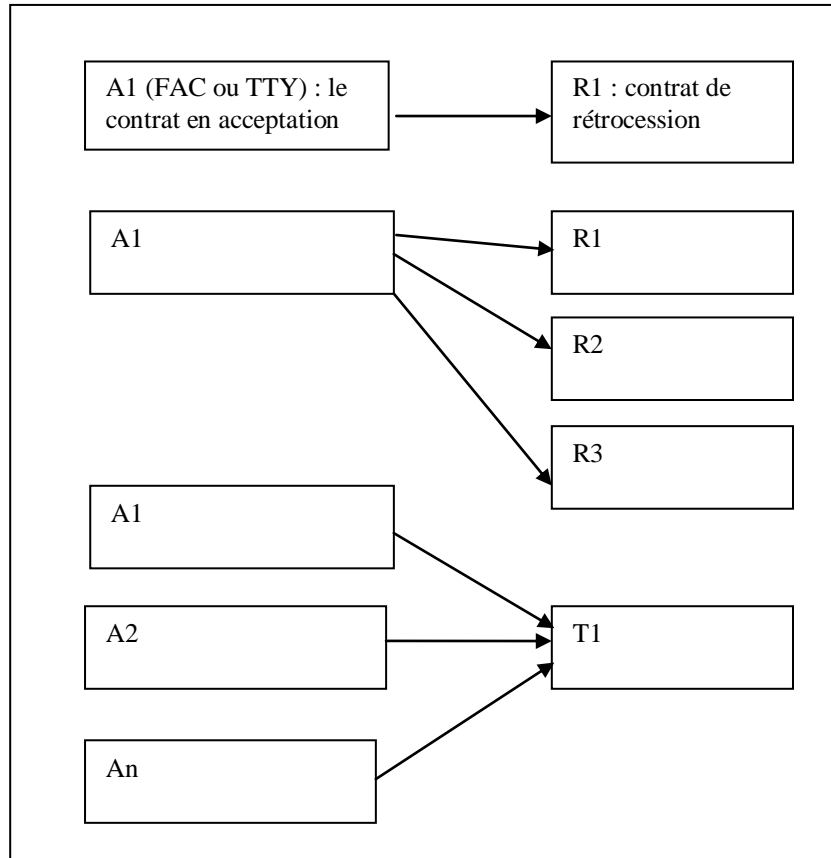 A1 (FAC ou TTY) : le
contrat en acceptation
R1 : contrat de
rétrocession
A1
R1
R2
R3
A1
A2
T1
An